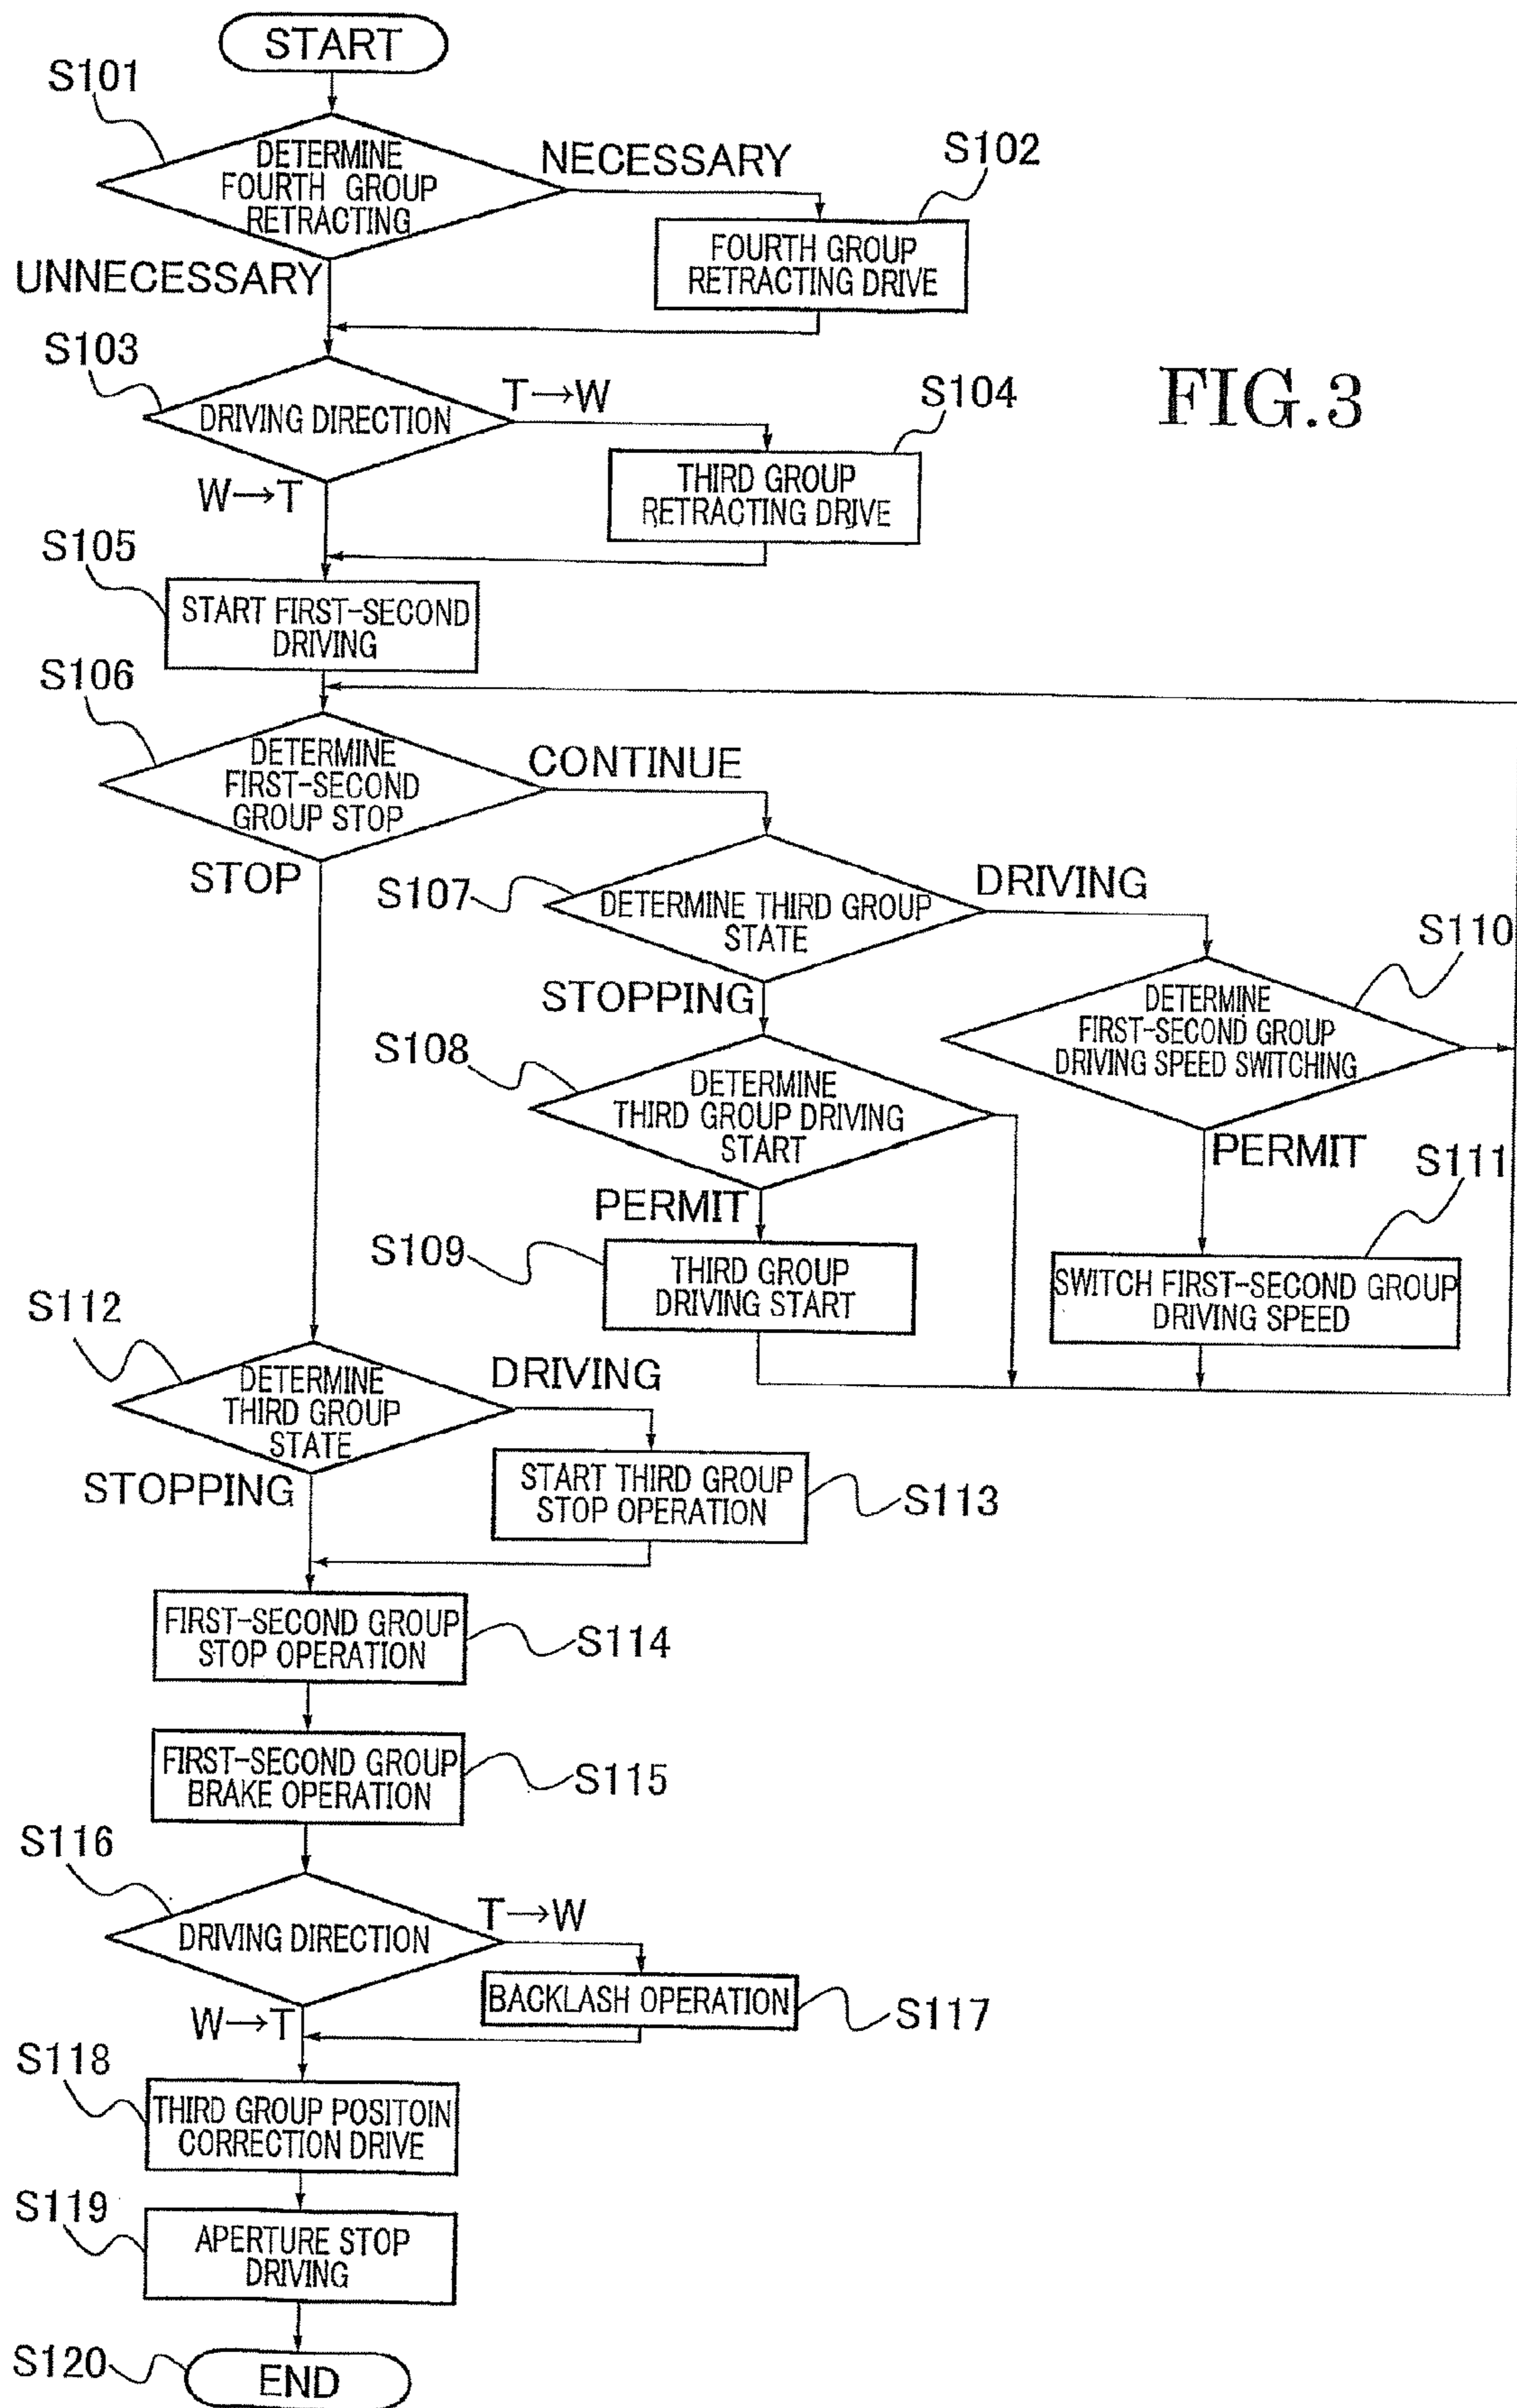 START
S101
DETERMINE
FOURTH GROUP
RETRACTING
NECESSARY
S102
FOURTH GROUP
RETRACTING DRIVE
UNNECESSARY
S103
DRIVING DIRECTION
T→W
S104
THIRD GROUP
RETRACTING DRIVE
FIG.3
W→T
S105
START FIRST-SECOND
DRIVING
S106
DETERMINE
FIRST-SECOND
GROUP STOP
CONTINUE
STOP
S107
DETERMINE THIRD GROUP
STATE
DRIVING
STOPPING
S110
DETERMINE
FIRST-SECOND GROUP
DRIVING SPEED SWITCHING
S108
DETERMINE
THIRD GROUP DRIVING
START
PERMIT
PERMIT
S111
S109
THIRD GROUP
DRIVING START
SWITCH FIRST-SECOND GROUP
DRIVING SPEED
S112
DETERMINE
THIRD GROUP
STATE
DRIVING
STOPPING
START THIRD GROUP
STOP OPERATION
S113
FIRST-SECOND GROUP
STOP OPERATION
S114
FIRST-SECOND GROUP
BRAKE OPERATION
S115
S116
DRIVING DIRECTION
T→W
BACKLASH OPERATION
S117
W→T
S118
THIRD GROUP POSITOIN
CORRECTION DRIVE
S119
APERTURE STOP
DRIVING
S120
END